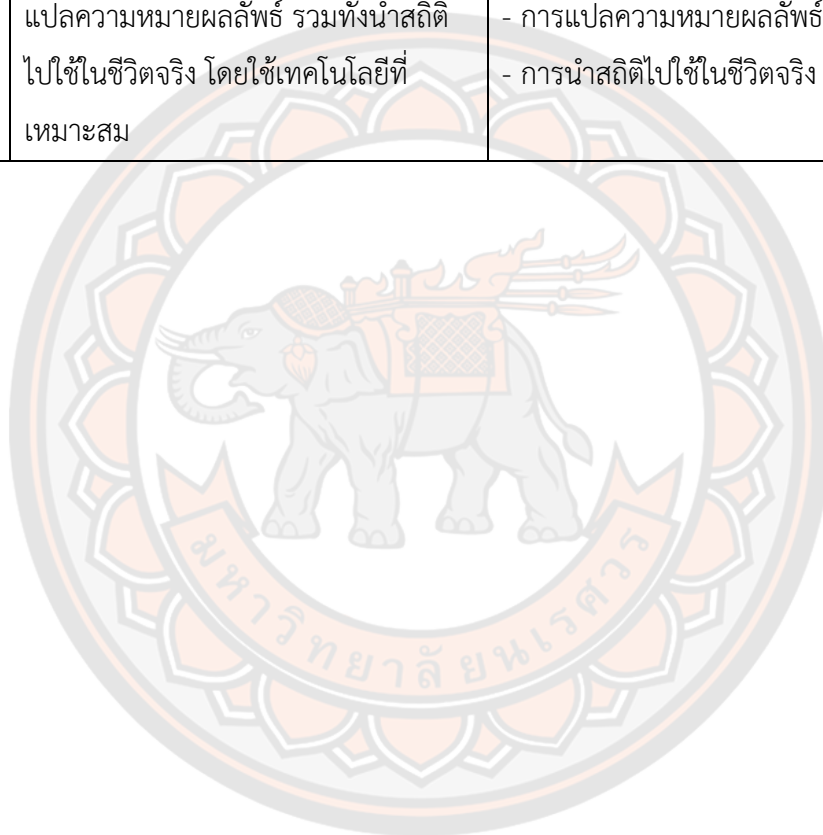 แปลความหมายผลลัพธ์ รวมทั้งนำสถิติ
ไปใช้ในชีวิตจริง โดยใช้เทคโนโลยีที่
เหมาะสม
- การแปลความหมายผลลัพธ์
- การนำสถิติไปใช้ในชีวิตจริง
มหาวิทยาลัยนเรศวร